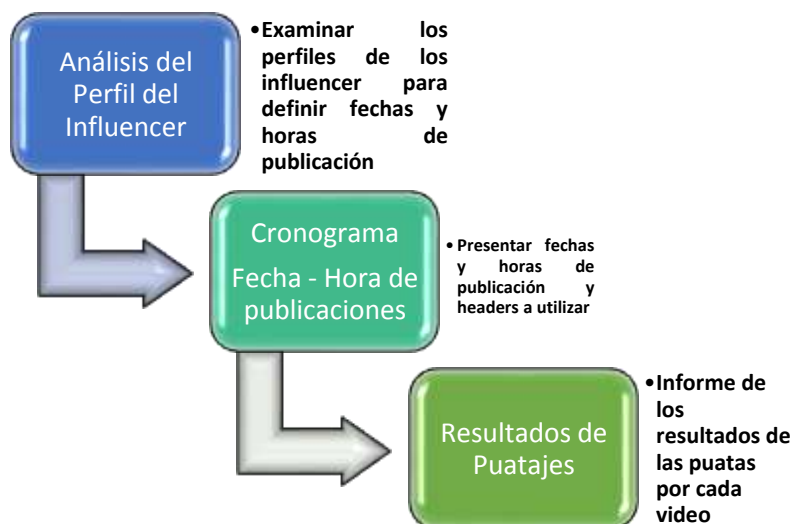 Análisis del
Perfil del
Influencer
•Examinar los
perfiles de los
influencer para
definir fechas y
horas de
publicación
Cronograma
Fecha - Hora de
publicaciones
• Presentar fechas
y horas de
publicación y
headers a utilizar
Resultados de
Puatajes
•Informe de
los
resultados de
las puatas
por cada
video